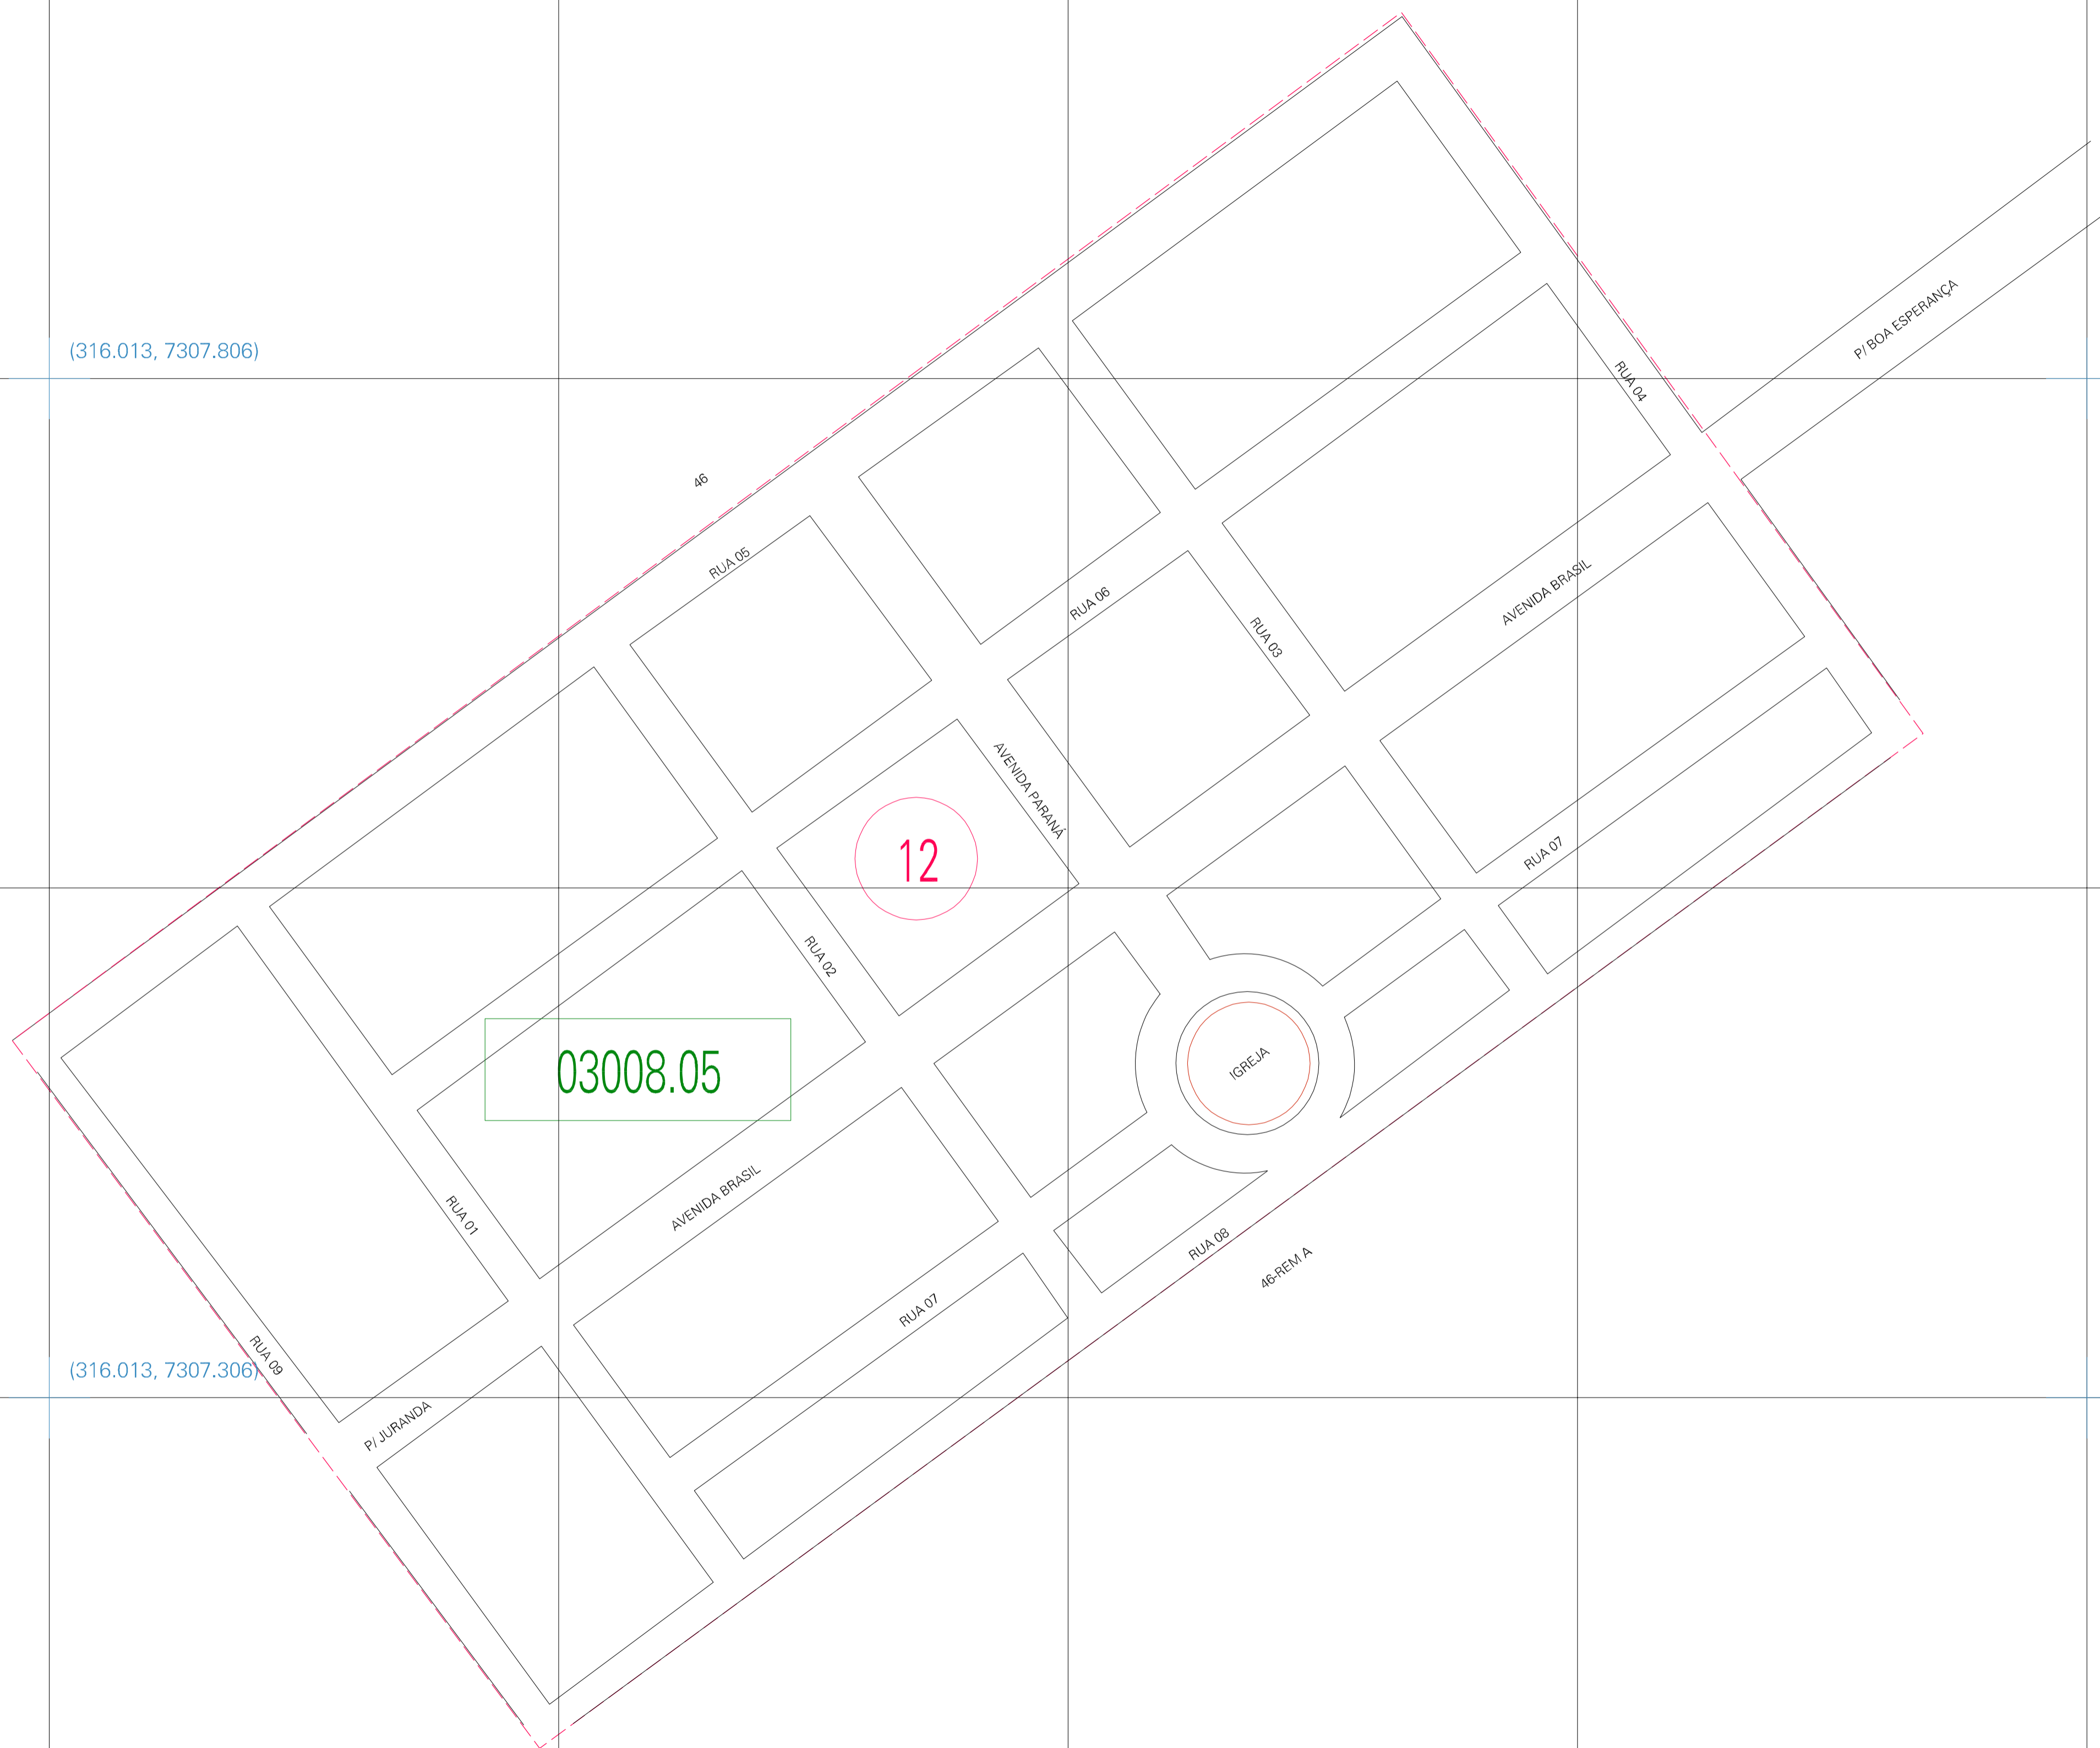 P/ BOA ESPERANÇA
(316.013, 7307.806)
RUA 04
46
RUA 05
AVENIDA BRASIL
RUA 06
RUA 03
AVENIDA PARANÁ
12
RUA 07
RUA 02
IGREJA
03008.05
AVENIDA BRASIL
RUA 01
RUA 08
46-REM A
RUA 07
RUA 09
(316.013, 7307.306)
P/ JURANDA